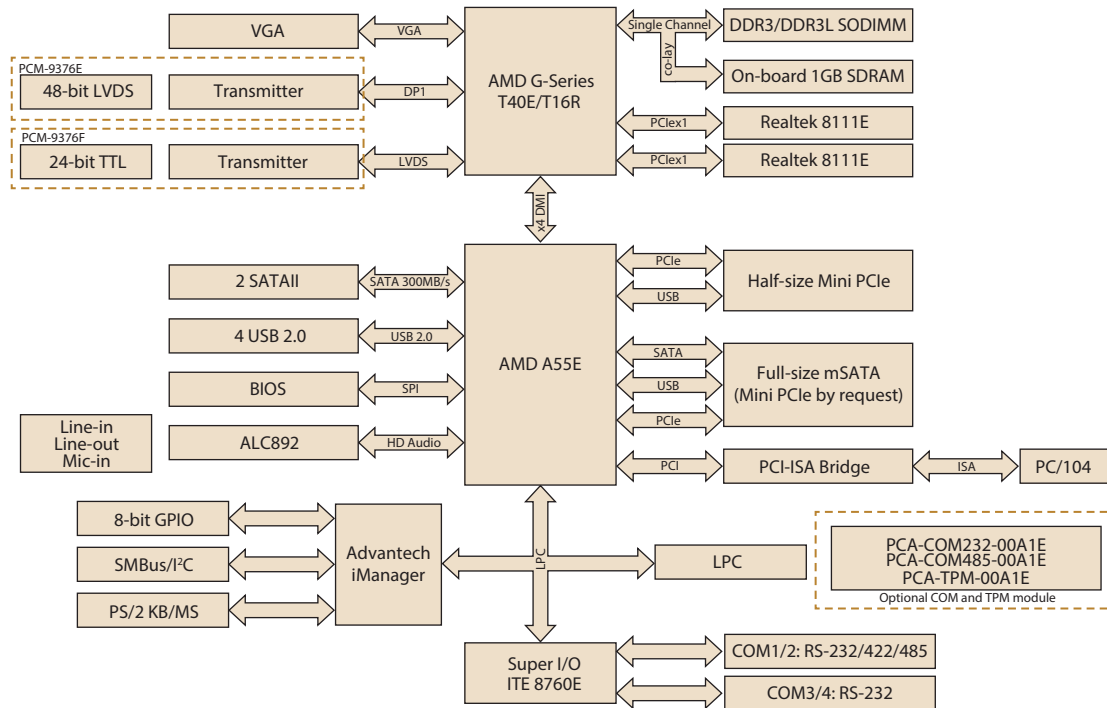 VGA
VGA
AMD G-Series
T40E/T16R
Single Channel
co-lay
DDR3/DDR3L SODIMM
On-board 1GB SDRAM
PCM-9376E
48-bit LVDS
Transmitter
DP1
PCIex1
Realtek 8111E
PCM-9376F
24-bit TTL
Transmitter
LVDS
PCIex1
Realtek 8111E
x4 DMI
2 SATAII
SATA 300MB/s
AMD A55E
PCIe
USB
Half-size Mini PCIe
4 USB 2.0
USB 2.0
SATA
USB
PCIe
Full-size mSATA
(Mini PCIe by request)
BIOS
SPI
Line-in
Line-out
Mic-in
ALC892
HD Audio
PCI
PCI-ISA Bridge
ISA
PC/104
8-bit GPIO
SMBus/I²C
PS/2 KB/MS
Advantech
iManager
LPC
LPC
PCA-COM232-00A1E
PCA-COM485-00A1E
PCA-TPM-00A1E
Optional COM and TPM module
Super I/O
ITE 8760E
COM1/2: RS-232/422/485
COM3/4: RS-232